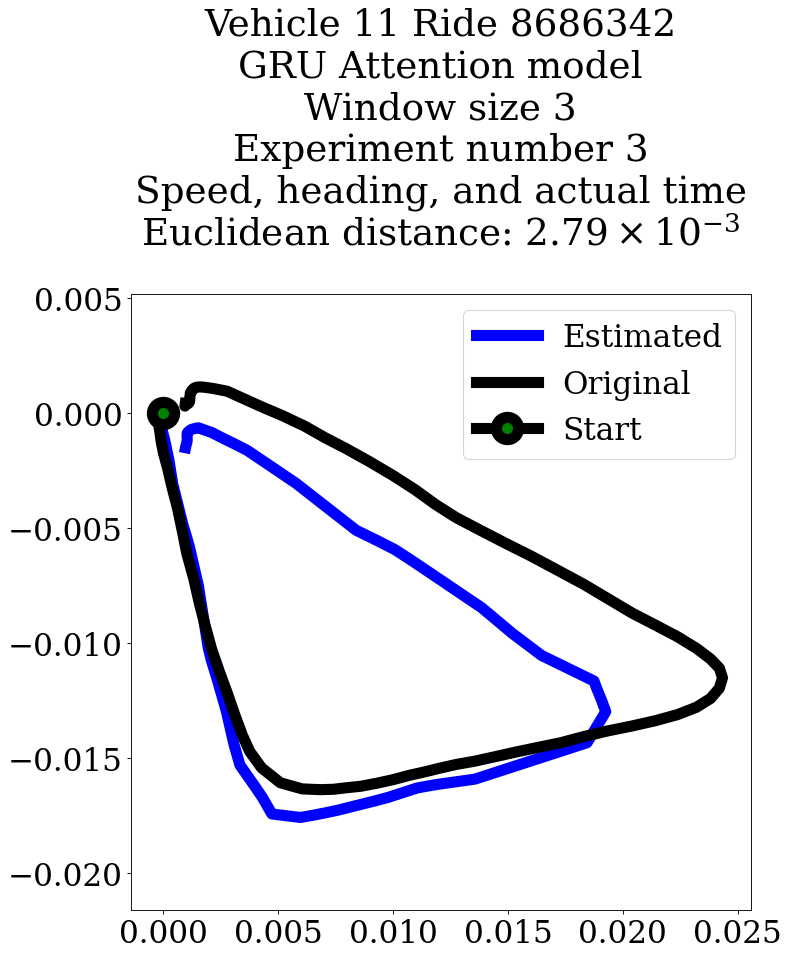 Vehicle 11 Ride 8686342
GRU Attention model
Window size 3
Experiment number 3
Speed, heading, and actual time
Euclidean distance: 2.79 × 10⁻³
Estimated
Original
Start
0.005
0.000
−0.005
−0.010
−0.015
−0.020
0.000 0.005 0.010 0.015 0.020 0.025